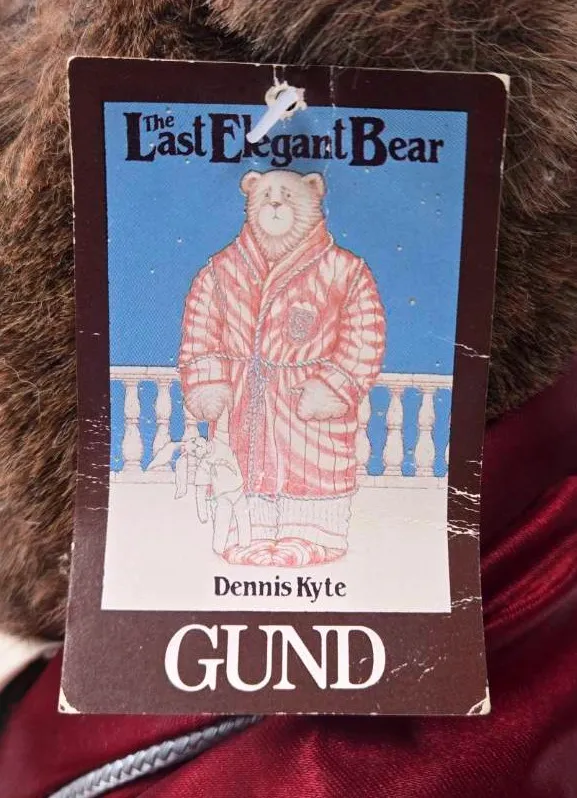 The Last Elegant Bear
Dennis Kyte
GUND